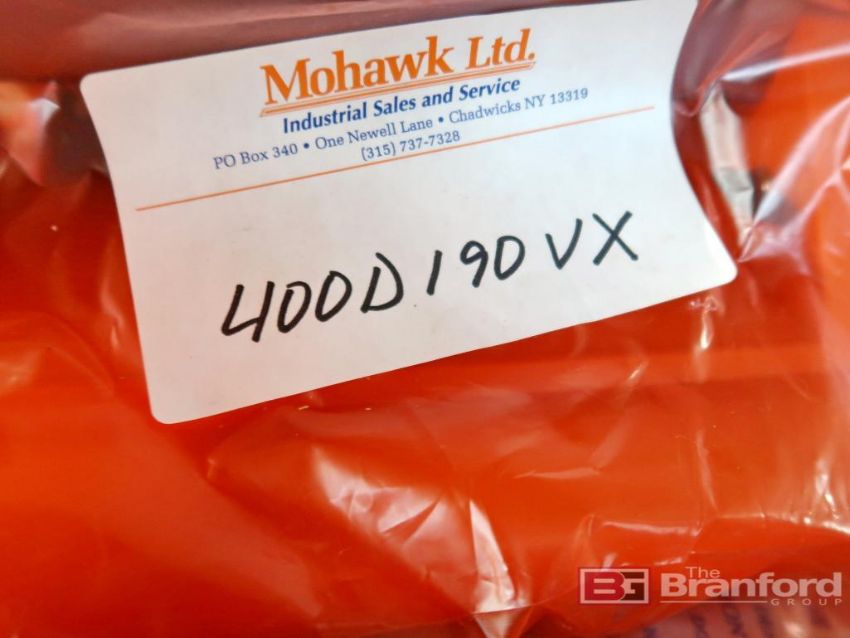 Mohawk Ltd.
Industrial Sales and Service
PO Box 340 • One Newell Lane • Chadwicks NY 13319
(315) 737-7328
400D190VX
BG The Branford GROUP